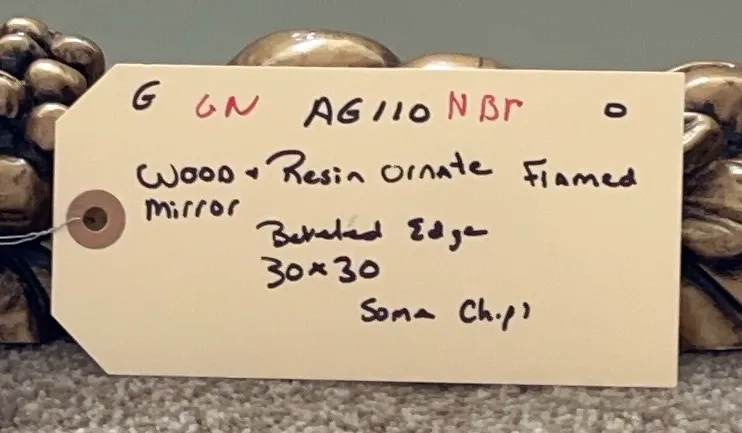 G GN AG110 NBr 0
Wood + Resin Ornate Framed
Mirror
Beveled Edge
30x30
Some Chips